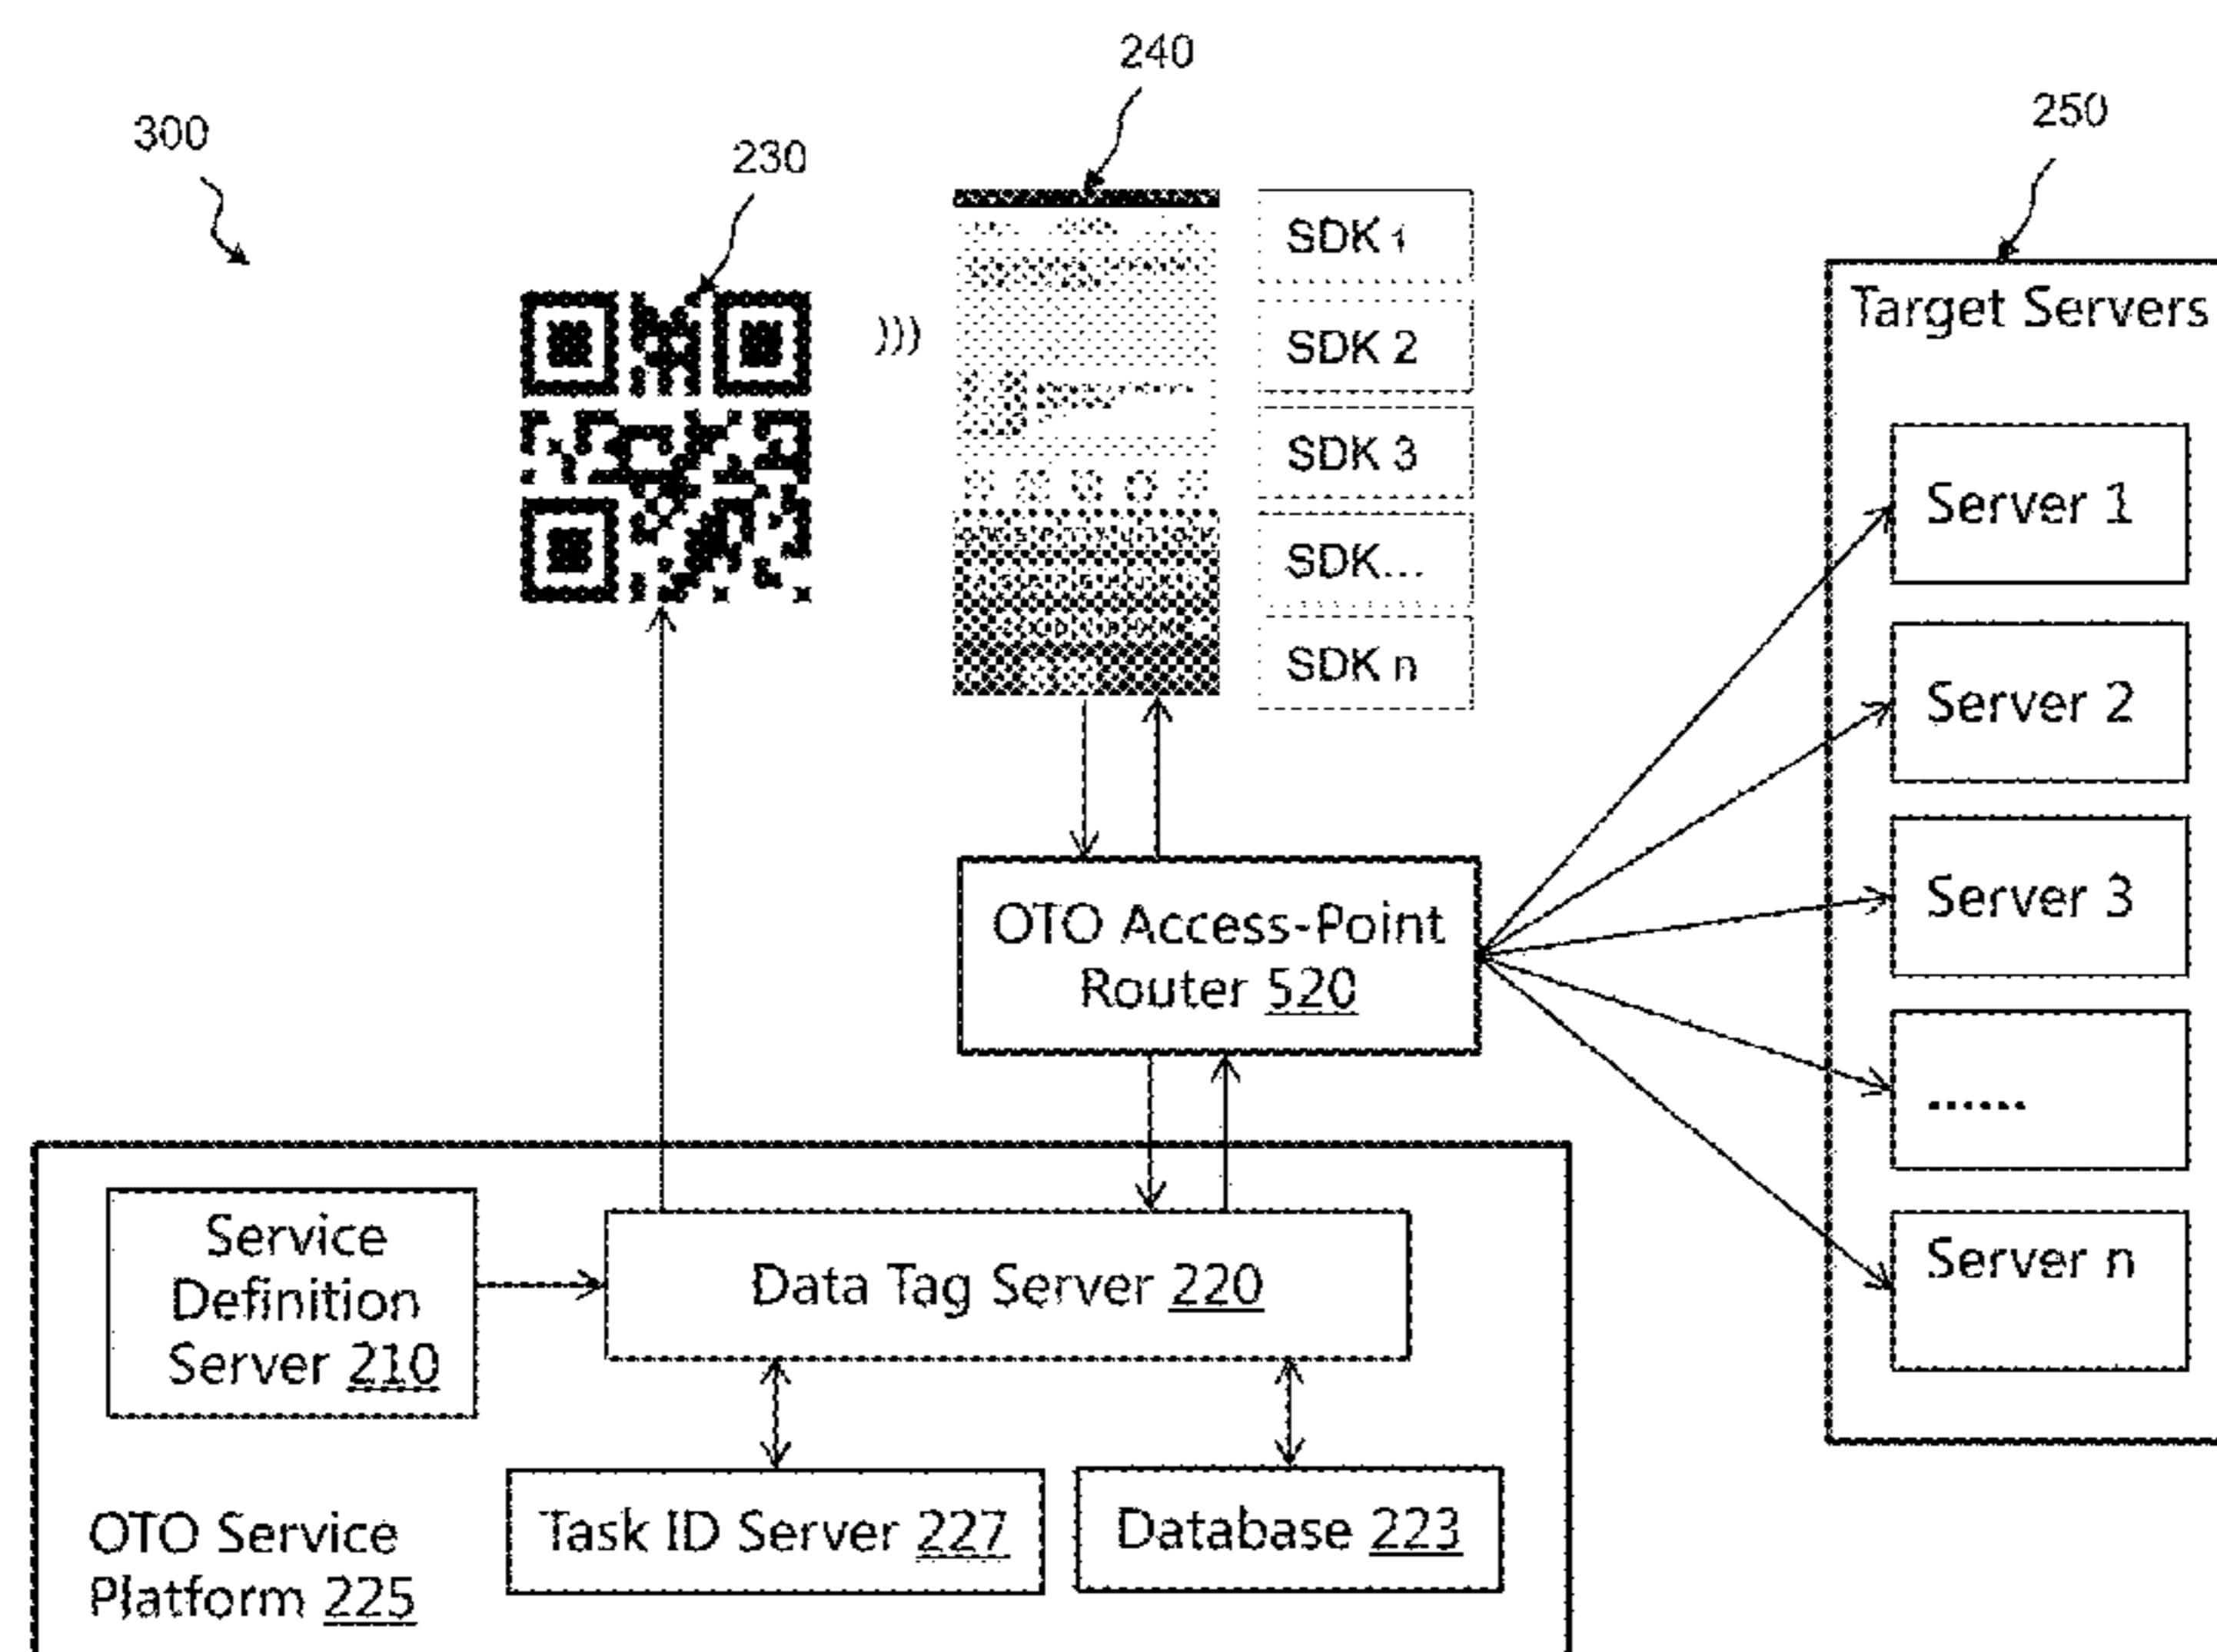 240
250
300
230
SDK 1
SDK 2
SDK 3
SDK...
SDK n
)))
Target Servers
Server 1
Server 2
Server 3
......
Server n
OTO Access-Point
Router 520
Service
Definition
Server 210
Data Tag Server 220
Task ID Server 227
Database 223
OTO Service
Platform 225